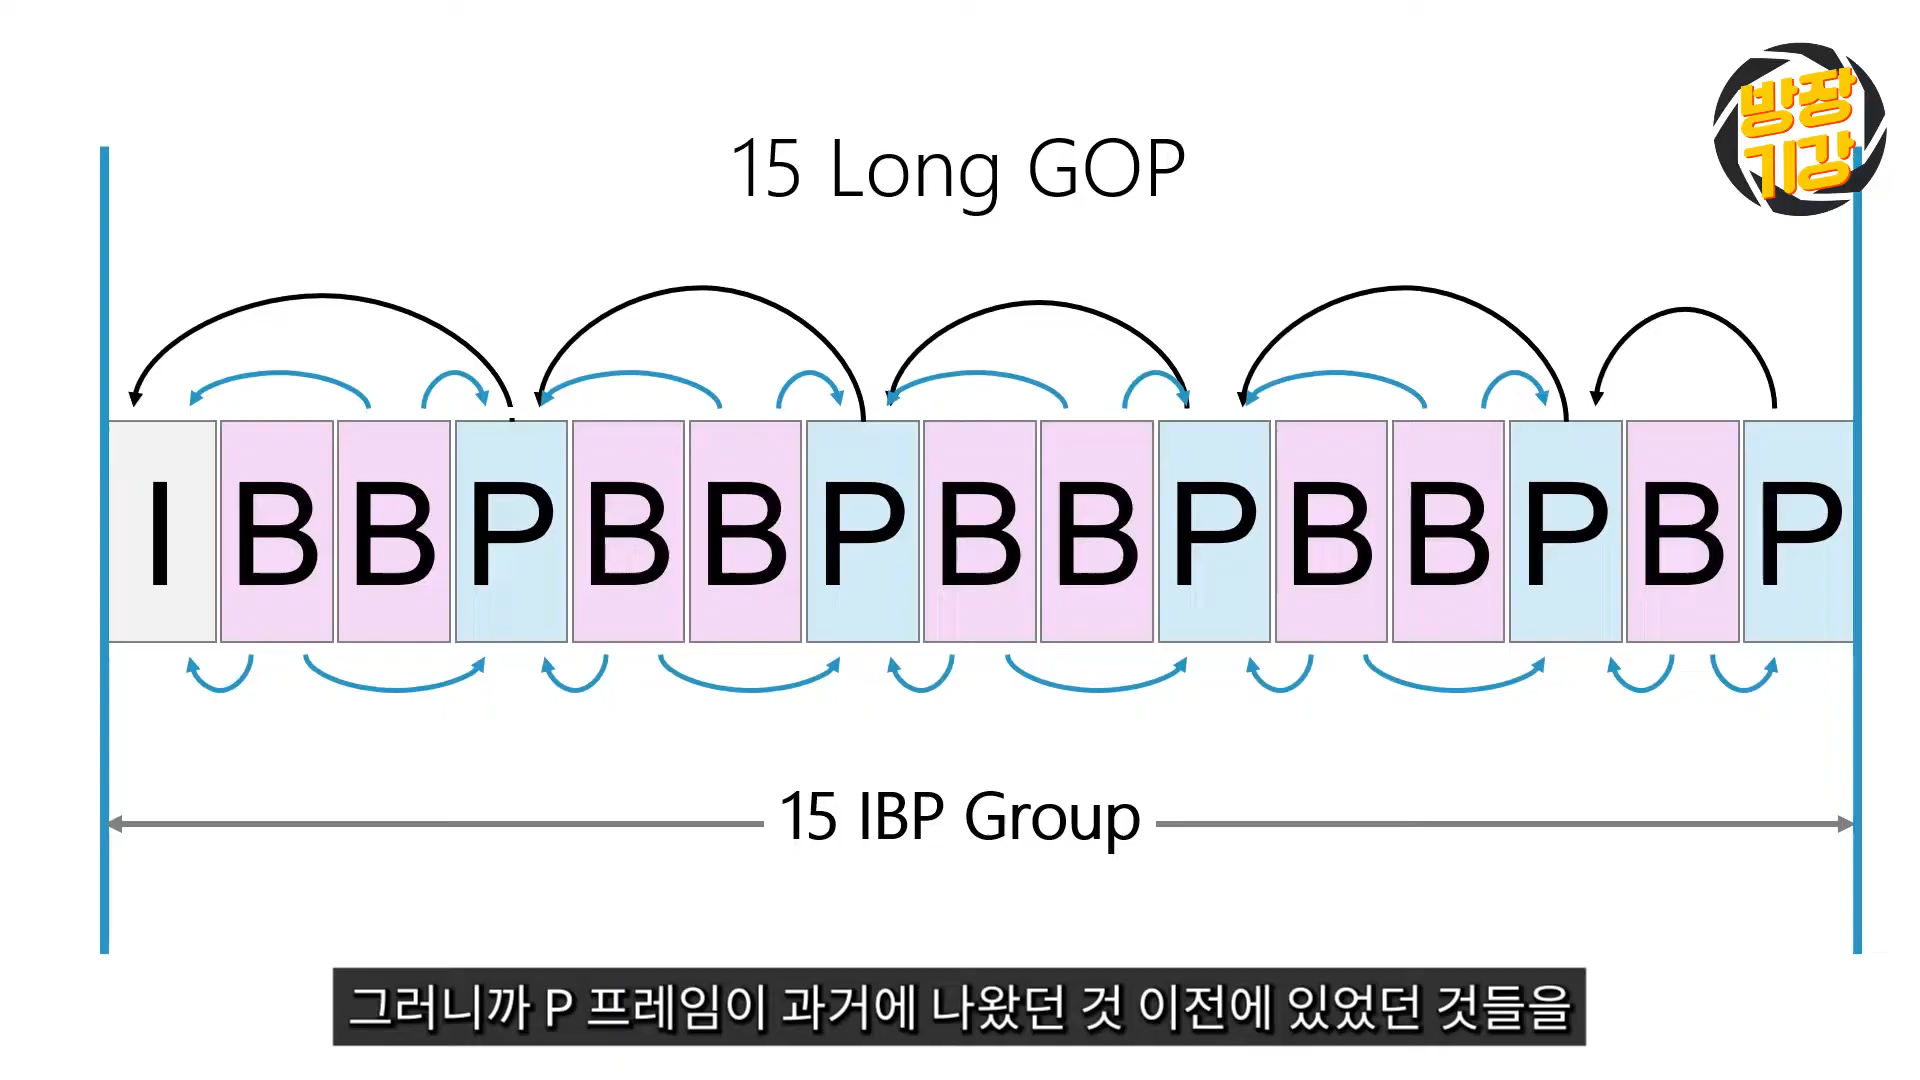 방장
기강
15 Long GOP
I B B P B B P B B P B B P B P
15 IBP Group
그러니까 P 프레임이 과거에 나왔던 것 이전에 있었던 것들을